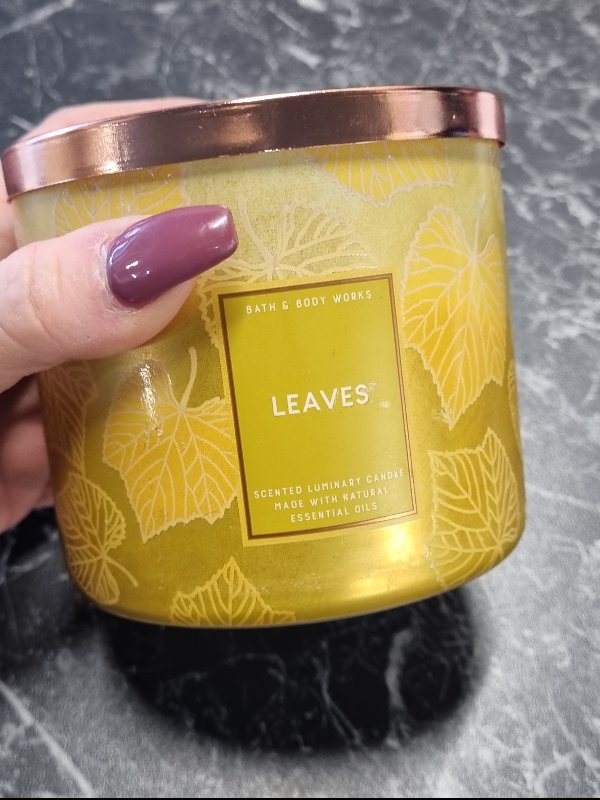 BATH & BODY WORKS
LEAVES
SCENTED LUMINARY CANDLE
MADE WITH NATURAL
ESSENTIAL OILS